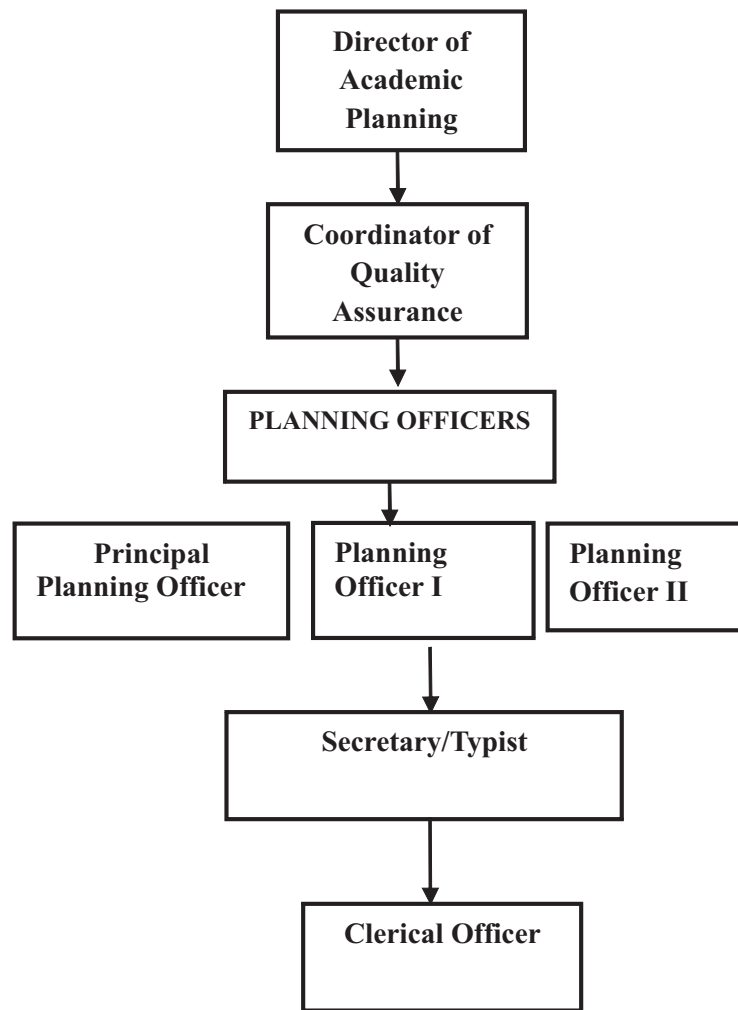 Director of
Academic
Planning
Coordinator of
Quality
Assurance
PLANNING OFFICERS
Principal
Planning Officer
Planning
Officer I
Planning
Officer II
Secretary/Typist
Clerical Officer